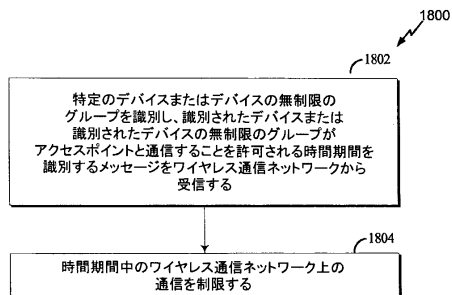 1800
1802
特定のデバイスまたはデバイスの無制限の
グループを識別し、識別されたデバイスまたは
識別されたデバイスの無制限のグループが
アクセスポイントと通信することを許可される時間期間を
識別するメッセージをワイヤレス通信ネットワークから
受信する
1804
時間期間中のワイヤレス通信ネットワーク上の
通信を制限する